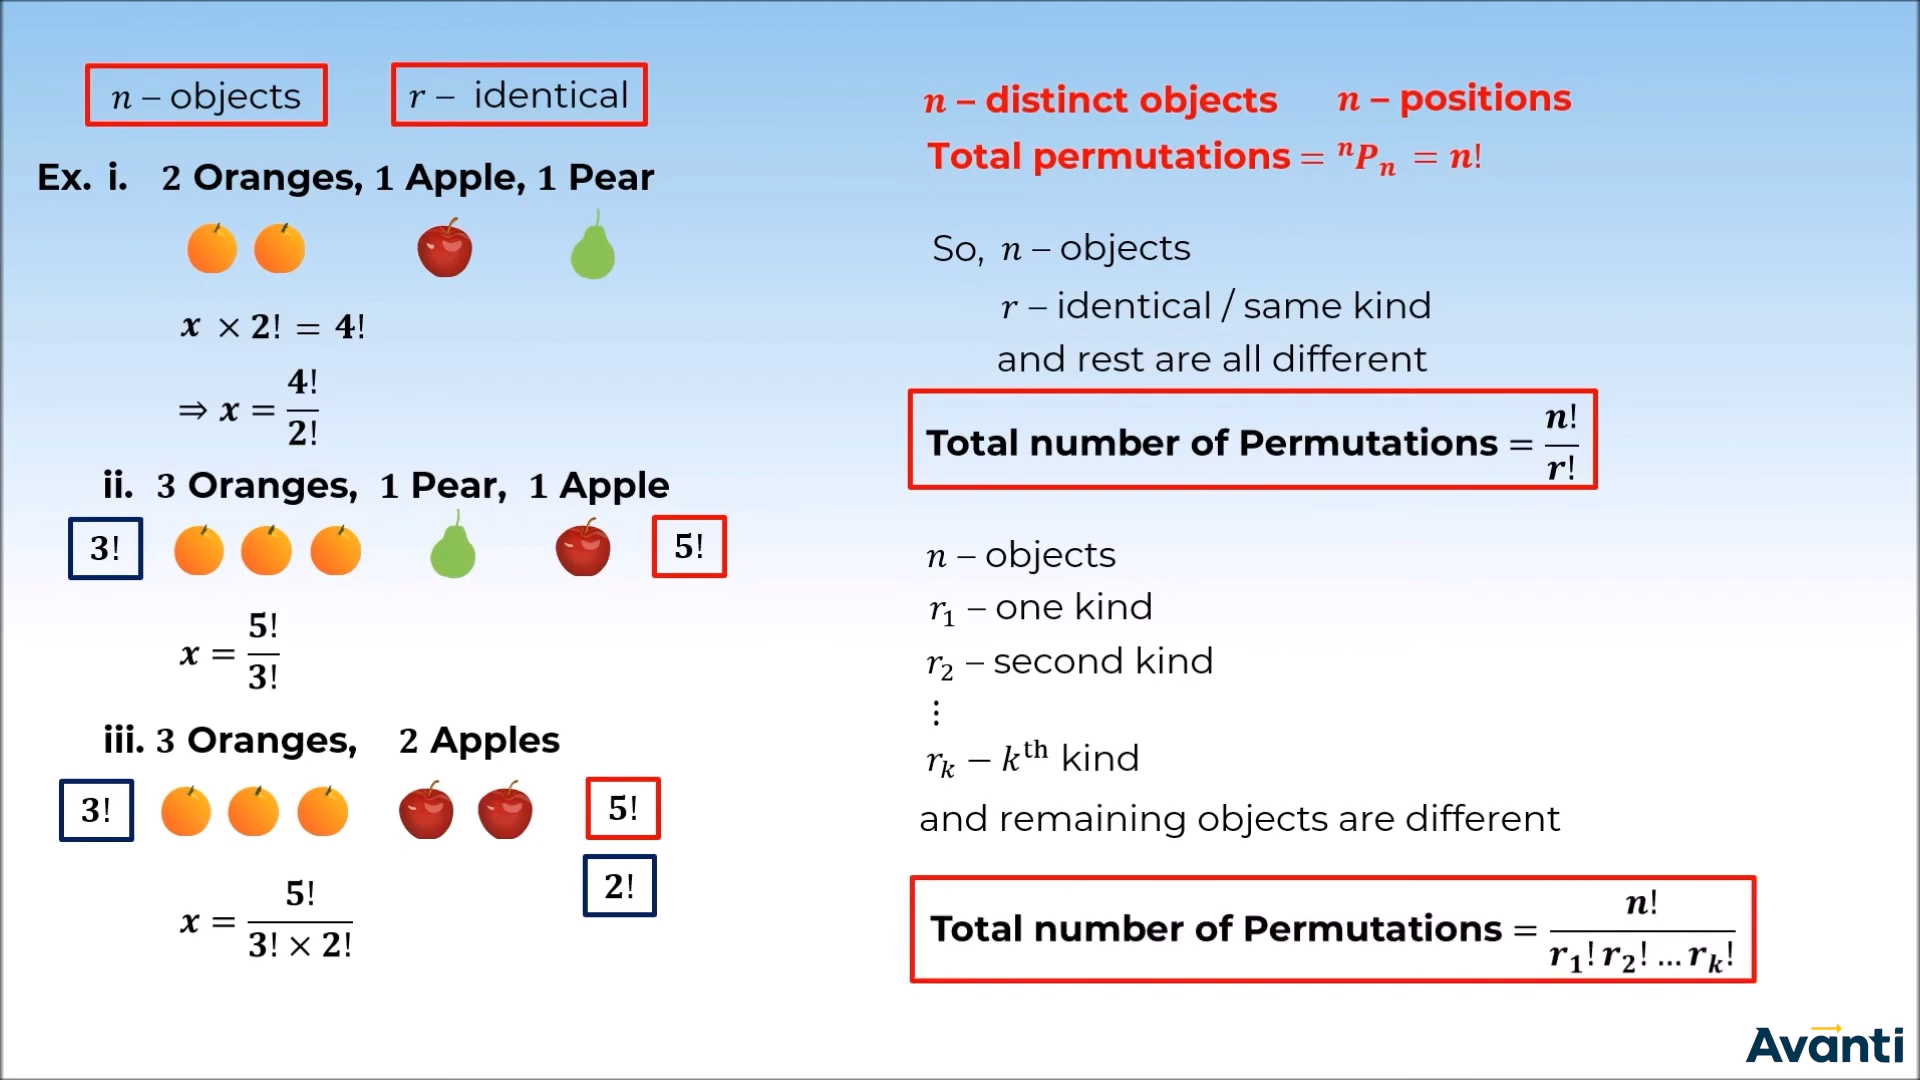 n – objects
r – identical
Ex. i. 2 Oranges, 1 Apple, 1 Pear
x × 2! = 4!
⇒ x = 4!/2!
ii. 3 Oranges, 1 Pear, 1 Apple
3!
5!
x = 5!/3!
iii. 3 Oranges, 2 Apples
3!
5!
2!
x = 5!/(3! × 2!)
n – distinct objects n – positions
Total permutations = ⁿPₙ = n!
So, n – objects
r – identical / same kind
and rest are all different
Total number of Permutations = n!/r!
n – objects
r₁ – one kind
r₂ – second kind
⋮
rₖ – kᵗʰ kind
and remaining objects are different
Total number of Permutations = n!/(r₁! r₂! ... rₖ!)
Avanti